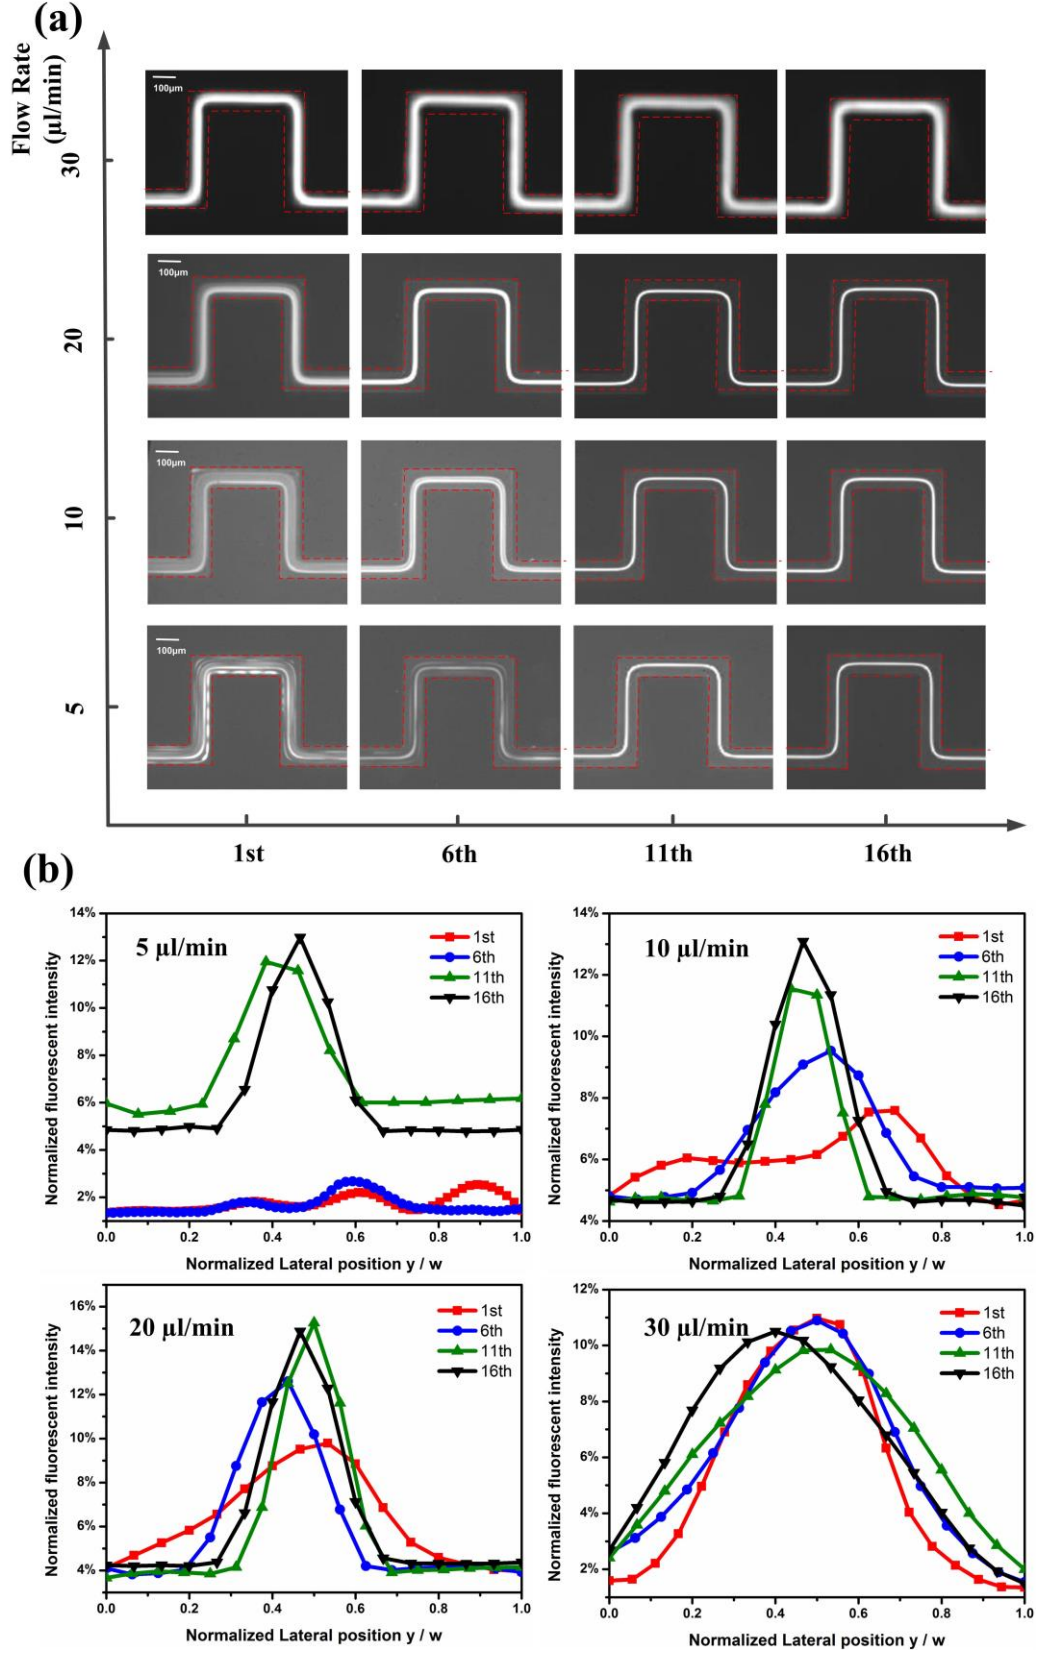 (a)
Flow Rate
(μl/min)
30
100μm
20
100μm
10
100μm
5
100μm
1st
6th
11th
16th
(b)
14%
12%
10%
8%
6%
4%
2%
Normalized fluorescent intensity
5 μl/min
1st
6th
11th
16th
0.0
0.2
0.4
0.6
0.8
1.0
Normalized Lateral position y / w
14%
12%
10%
8%
6%
4%
Normalized fluorescent intensity
10 μl/min
1st
6th
11th
16th
0.0
0.2
0.4
0.6
0.8
1.0
Normalized Lateral position y / w
16%
14%
12%
10%
8%
6%
4%
Normalized fluorescent intensity
20 μl/min
1st
6th
11th
16th
0.0
0.2
0.4
0.6
0.8
1.0
Normalized Lateral position y / w
12%
10%
8%
6%
4%
2%
Normalized fluorescent intensity
30 μl/min
1st
6th
11th
16th
0.0
0.2
0.4
0.6
0.8
1.0
Normalized Lateral position y / w